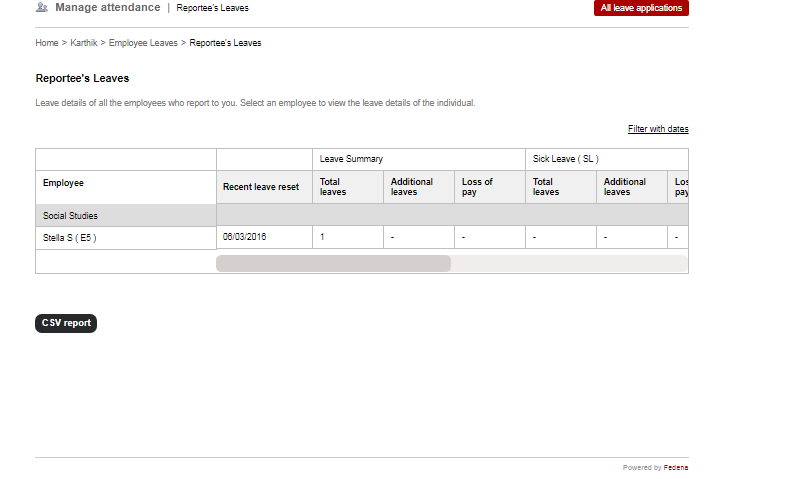 Manage attendance | Reportee's Leaves
All leave applications
Home > Karthik > Employee Leaves > Reportee's Leaves
Reportee's Leaves
Leave details of all the employees who report to you. Select an employee to view the leave details of the individual.
Filter with dates
Leave Summary Sick Leave ( SL )
Employee Recent leave reset Total leaves Additional leaves Loss of pay Total leaves Additional leaves Los pay
Social Studies
Stella S ( E5 ) 06/03/2016 1 - - - - -
CSV report
Powered by Fedena